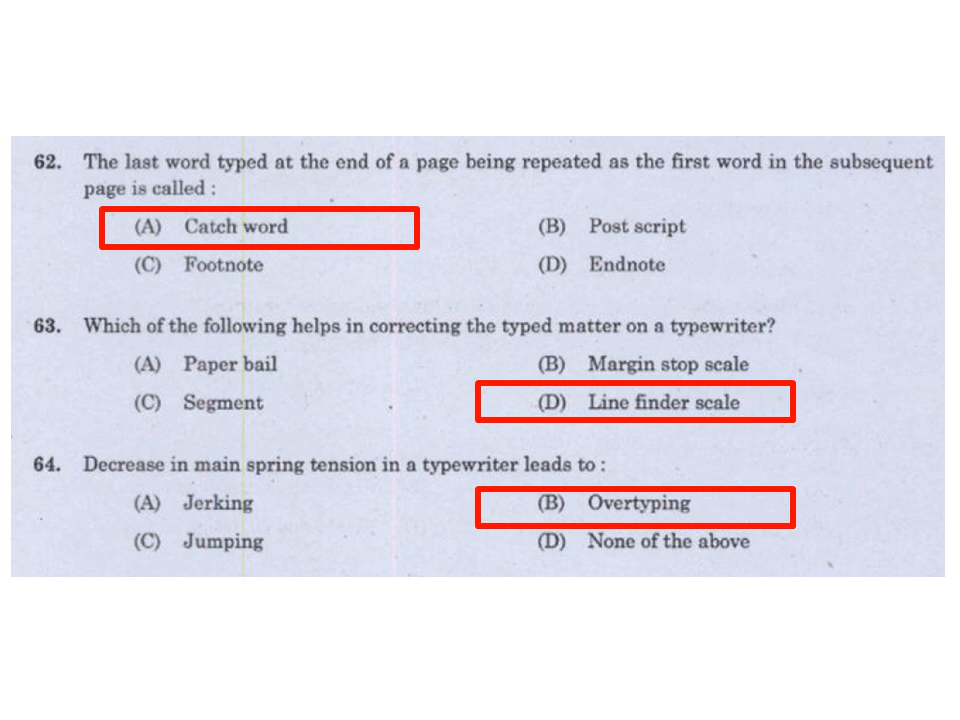 62. The last word typed at the end of a page being repeated as the first word in the subsequent
page is called :
(A) Catch word (B) Post script
(C) Footnote (D) Endnote
63. Which of the following helps in correcting the typed matter on a typewriter?
(A) Paper bail (B) Margin stop scale
(C) Segment (D) Line finder scale
64. Decrease in main spring tension in a typewriter leads to :
(A) Jerking (B) Overtyping
(C) Jumping (D) None of the above